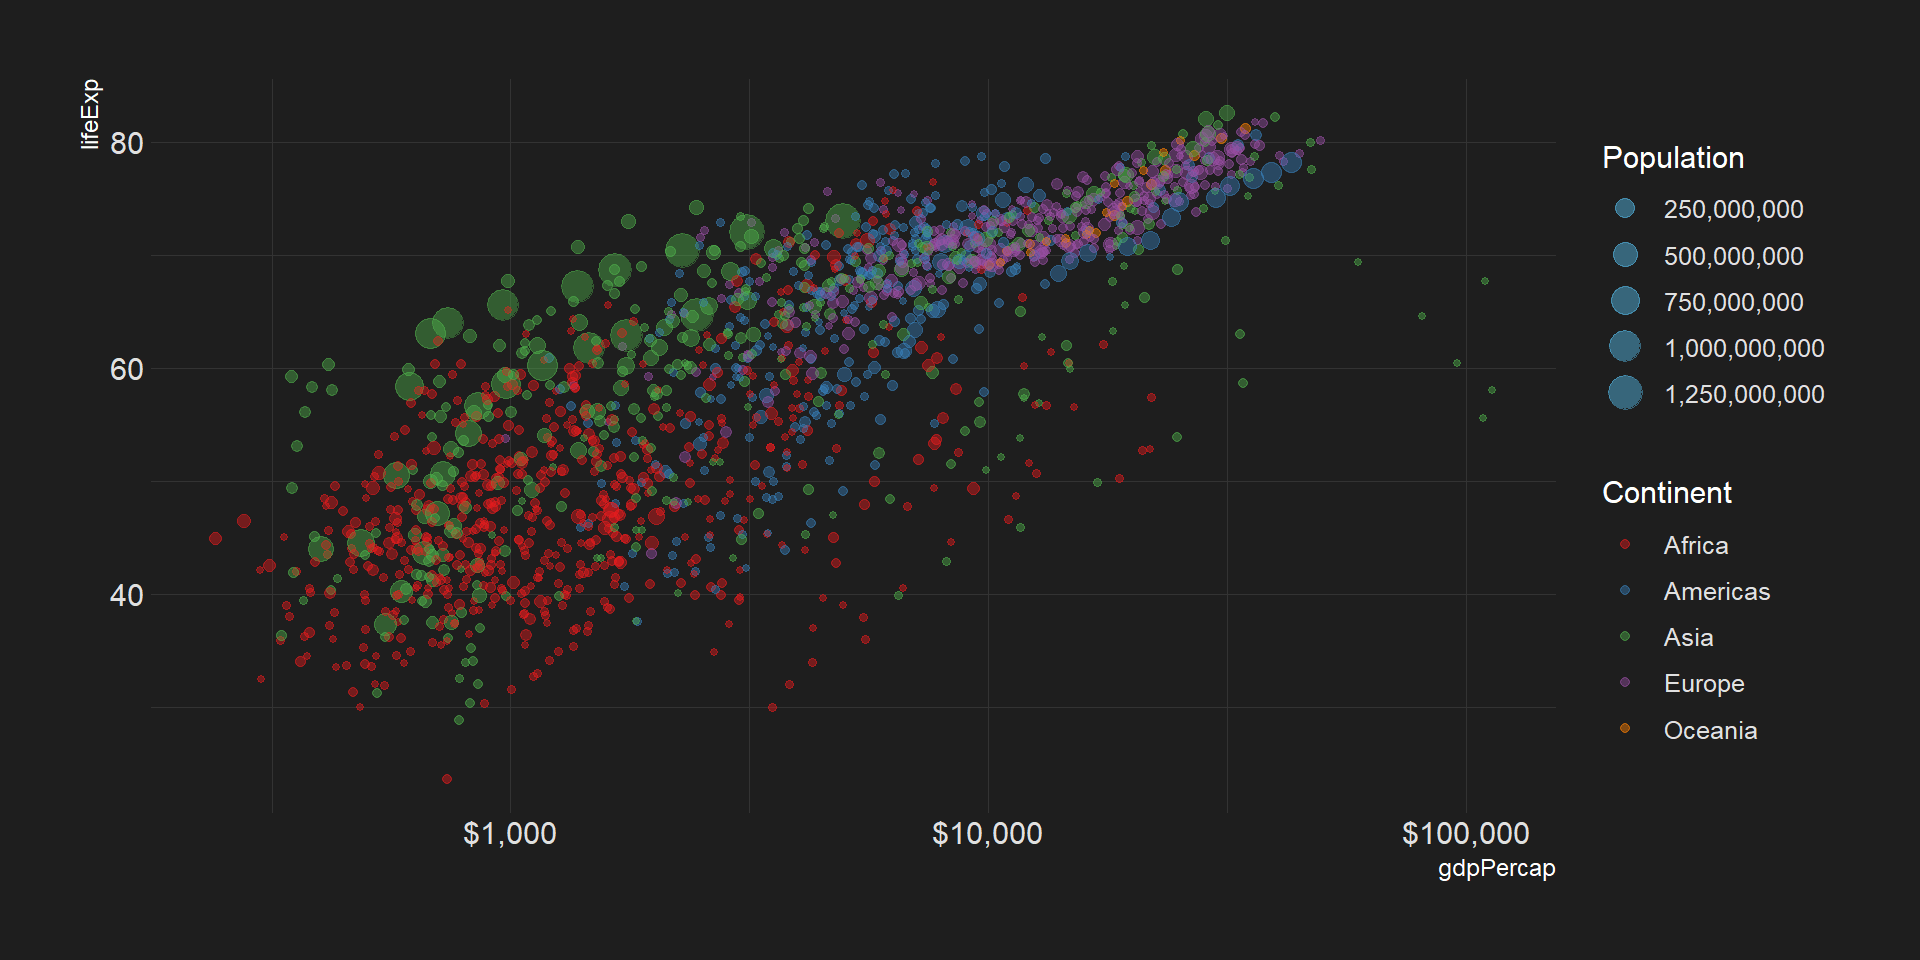 lifeExp
80
60
40
$1,000
$10,000
$100,000
gdpPercap
Population
250,000,000
500,000,000
750,000,000
1,000,000,000
1,250,000,000
Continent
Africa
Americas
Asia
Europe
Oceania